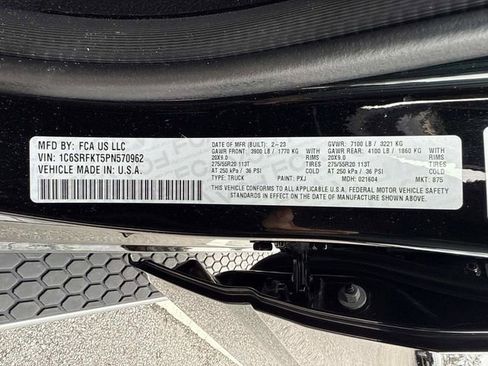 MFD BY: FCA US LLC
VIN: 1C6SRFKT5PN570962
VEHICLE MADE IN: U.S.A.
DATE OF MFR (BUILT): 2-23 GVWR: 7100 LB / 3221 KG
GAWR FRONT: 3900 LB / 1770 KG GAWR REAR: 4100 LB / 1860 KG
20X9.0 20X9.0
275/55R20 113T TIRES 275/55R20 113T TIRES
AT 250 kPa / 36 PSI COLD AT 250 kPa / 36 PSI COLD
TYPE: TRUCK PAINT: PXJ MDH: 021604 MKT: 875
THIS VEHICLE CONFORMS TO ALL APPLICABLE U.S.A. FEDERAL MOTOR VEHICLE SAFETY
STANDARDS IN EFFECT ON THE DATE OF MANUFACTURE SHOWN ABOVE.